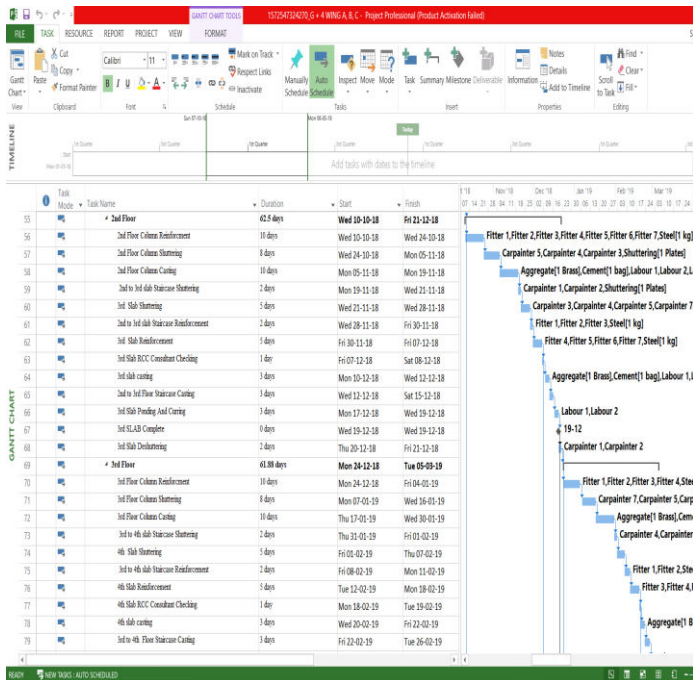 GANTT CHART TOOLS
1572547324270_G + 4 WING A, B, C - Project Professional (Product Activation Failed)
FILE TASK RESOURCE REPORT PROJECT VIEW FORMAT
Gantt Chart
Paste
Cut
Copy
Format Painter
Calibri 11
B I U
Mark on Track
Respect Links
Inactivate
Manually Schedule
Auto Schedule
Inspect Move Mode
Task Summary Milestone Deliverable
Information
Notes
Details
Add to Timeline
Scroll to Task
Find
Clear
Fill
View Clipboard Font Schedule Tasks Insert Properties Editing
TIMELINE
Today
Start
Add tasks with dates to the timeline
Task Mode Task Name Duration Start Finish
Nov '18 Dec '18 Jan '19 Feb '19 Mar '19
55 2nd Floor 62.5 days Wed 10-10-18 Fri 21-12-18
56 2nd Floor Column Reinforcment 10 days Wed 10-10-18 Wed 24-10-18 Fitter 1,Fitter 2,Fitter 3,Fitter 4,Fitter 5,Fitter 6,Fitter 7,Steel[1 kg]
57 2nd Floor Column Shuttering 8 days Wed 24-10-18 Mon 05-11-18 Carpainter 5,Carpainter 4,Carpainter 3,Shuttering[1 Plates]
58 2nd Floor Column Casting 10 days Mon 05-11-18 Mon 19-11-18 Aggregate[1 Brass],Cement[1 bag],Labour 1,Labour 2,L
59 2nd to 3rd slab Staircase Shuttering 2 days Mon 19-11-18 Wed 21-11-18 Carpainter 1,Carpainter 2,Shuttering[1 Plates]
60 3rd Slab Shuttering 5 days Wed 21-11-18 Wed 28-11-18 Carpainter 3,Carpainter 4,Carpainter 5,Carpainter 7
61 2nd to 3rd slab Staircase Reinforcement 2 days Wed 28-11-18 Fri 30-11-18 Fitter 1,Fitter 2,Fitter 3,Steel[1 kg]
62 3rd Slab Reinforcement 5 days Fri 30-11-18 Fri 07-12-18 Fitter 4,Fitter 5,Fitter 6,Fitter 7,Steel[1 kg]
63 3rd Slab RCC Consultant Checking 1 day Fri 07-12-18 Sat 08-12-18
64 3rd slab casting 3 days Mon 10-12-18 Wed 12-12-18 Aggregate[1 Brass],Cement[1 bag],Labour 1,L
65 2nd to 3rd Floor Staircase Casting 3 days Wed 12-12-18 Sat 15-12-18
66 3rd Slab Ponding And Curring 3 days Mon 17-12-18 Wed 19-12-18 Labour 1,Labour 2
67 3rd SLAB Complete 0 days Wed 19-12-18 Wed 19-12-18 19-12
68 3rd Slab Deshuttering 2 days Thu 20-12-18 Fri 21-12-18 Carpainter 1,Carpainter 2
69 3rd Floor 61.88 days Mon 24-12-18 Tue 05-03-19
70 3rd Floor Column Reinforcment 10 days Mon 24-12-18 Fri 04-01-19 Fitter 1,Fitter 2,Fitter 3,Fitter 4,Stee
71 3rd Floor Column Shuttering 8 days Mon 07-01-19 Wed 16-01-19 Carpainter 7,Carpainter 5,Carp
72 3rd Floor Column Casting 10 days Thu 17-01-19 Wed 30-01-19 Aggregate[1 Brass],Ceme
73 3rd to 4th slab Staircase Shuttering 2 days Thu 31-01-19 Fri 01-02-19 Carpainter 4,Carpainter
74 4th Slab Shuttering 5 days Fri 01-02-19 Thu 07-02-19
75 3rd to 4th slab Staircase Reinforcement 2 days Fri 08-02-19 Mon 11-02-19 Fitter 1,Fitter 2,Stee
76 4th Slab Reinforcement 5 days Tue 12-02-19 Mon 18-02-19 Fitter 3,Fitter 4,F
77 4th Slab RCC Consultant Checking 1 day Mon 18-02-19 Tue 19-02-19
78 4th slab casting 3 days Wed 20-02-19 Fri 22-02-19 Aggregate[1 B
79 3rd to 4th Floor Staircase Casting 3 days Fri 22-02-19 Tue 26-02-19
GANTT CHART
READY NEW TASKS : AUTO SCHEDULED